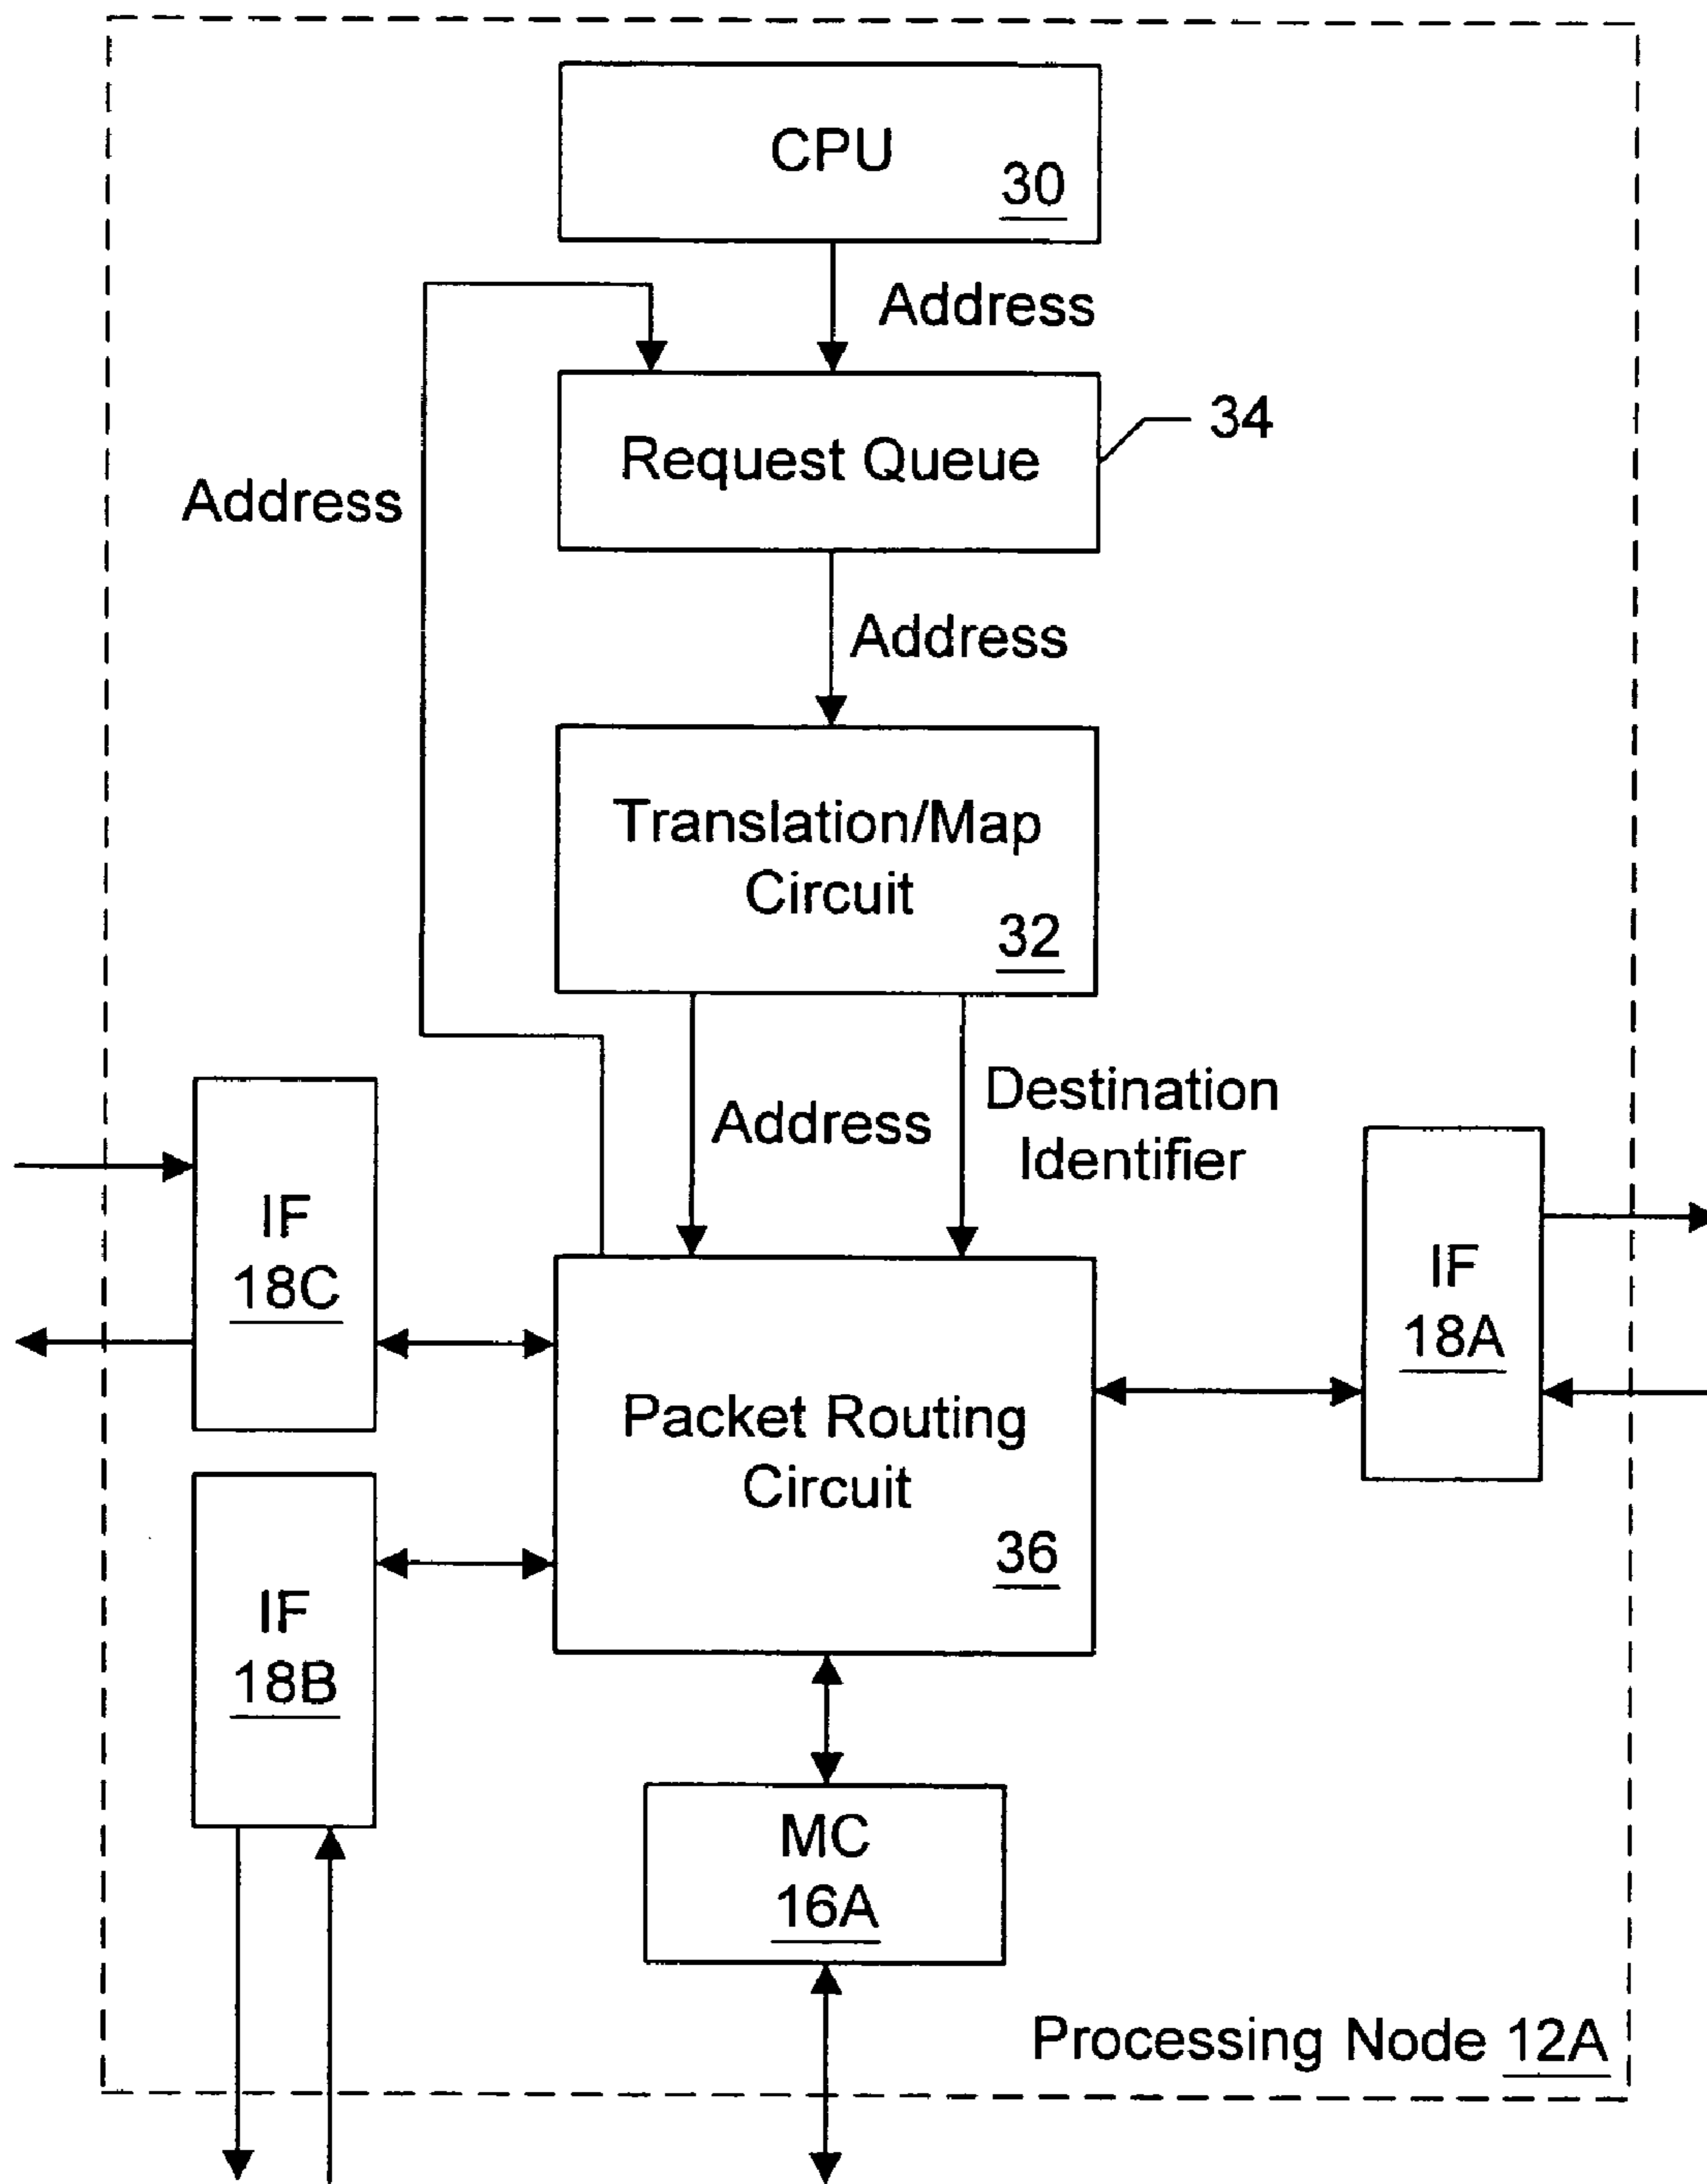 CPU
30
Address
Request Queue
34
Address
Address
Translation/Map
Circuit
32
Address
Destination
Identifier
IF
18C
IF
18A
Packet Routing
Circuit
36
IF
18B
MC
16A
Processing Node 12A